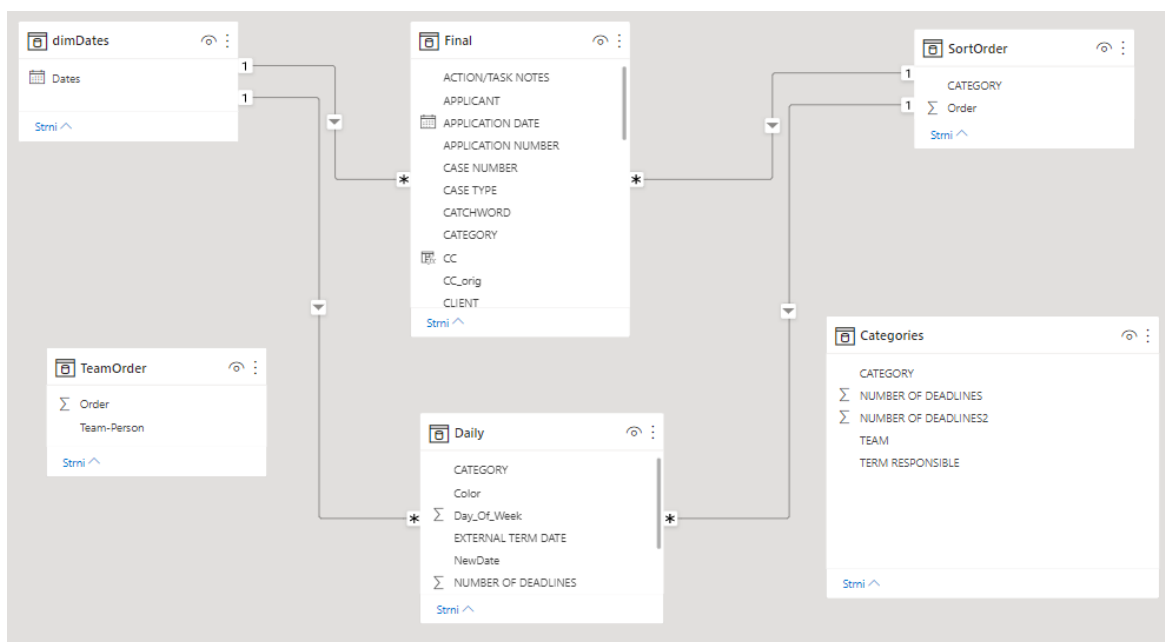 dimDates
Dates
Strni
Final
ACTION/TASK NOTES
APPLICANT
APPLICATION DATE
APPLICATION NUMBER
CASE NUMBER
CASE TYPE
CATCHWORD
CATEGORY
CC
CC_orig
CLIENT
Strni
SortOrder
CATEGORY
Σ Order
Strni
1
1
1
1
*
*
TeamOrder
Σ Order
Team-Person
Strni
Daily
CATEGORY
Color
Σ Day_Of_Week
EXTERNAL TERM DATE
NewDate
Σ NUMBER OF DEADLINES
Strni
*
*
Categories
CATEGORY
Σ NUMBER OF DEADLINES
Σ NUMBER OF DEADLINES2
TEAM
TERM RESPONSIBLE
Strni